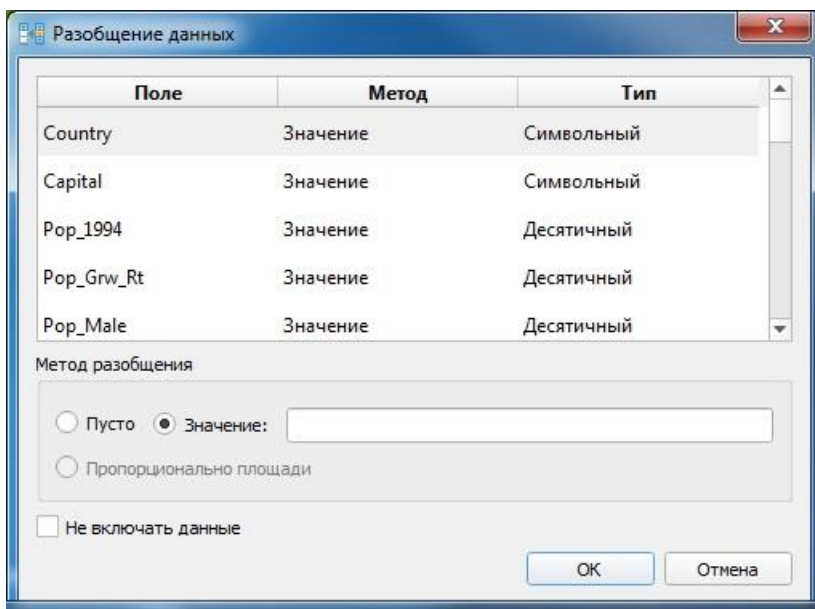 Разобщение данных
Поле Метод Тип
Country Значение Символьный
Capital Значение Символьный
Pop_1994 Значение Десятичный
Pop_Grw_Rt Значение Десятичный
Pop_Male Значение Десятичный
Метод разобщения
Пусто Значение:
Пропорционально площади
Не включать данные
OK Отмена